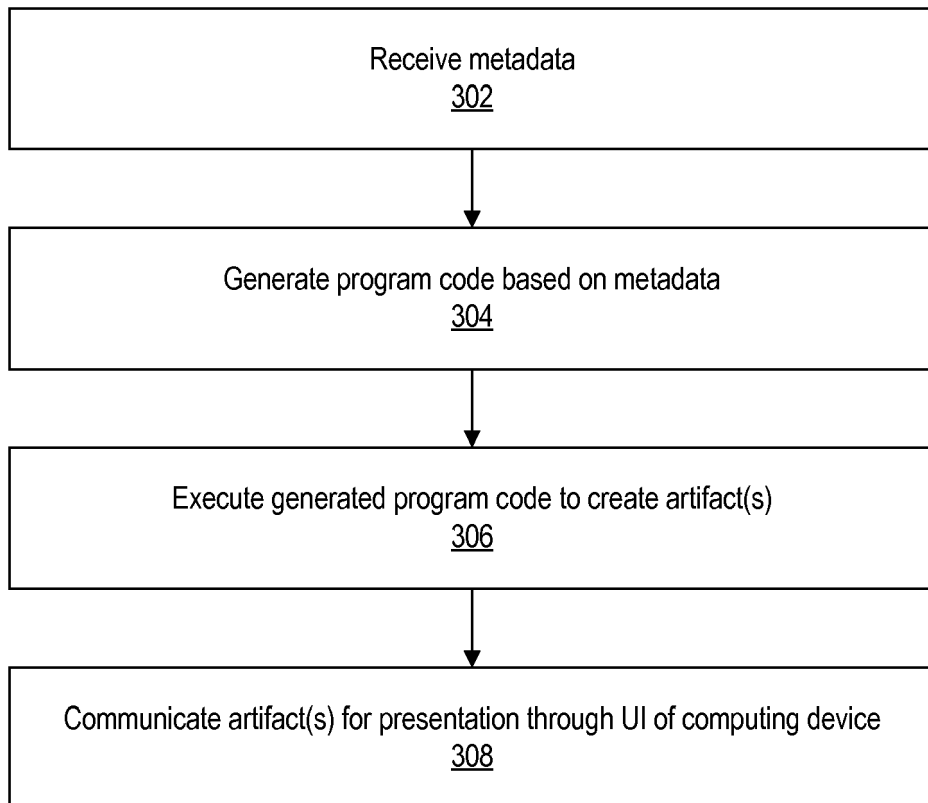 Receive metadata
302
Generate program code based on metadata
304
Execute generated program code to create artifact(s)
306
Communicate artifact(s) for presentation through UI of computing device
308